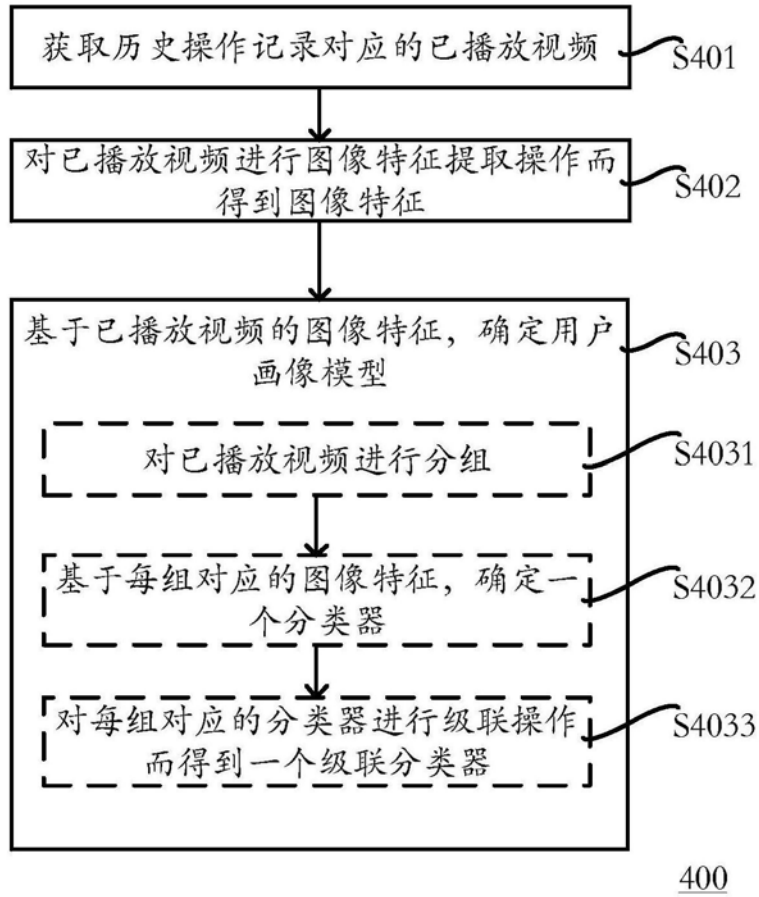 获取历史操作记录对应的已播放视频
S401
对已播放视频进行图像特征提取操作而
得到图像特征
S402
基于已播放视频的图像特征，确定用户
画像模型
S403
对已播放视频进行分组
S4031
基于每组对应的图像特征，确定一
个分类器
S4032
对每组对应的分类器进行级联操作
而得到一个级联分类器
S4033
400